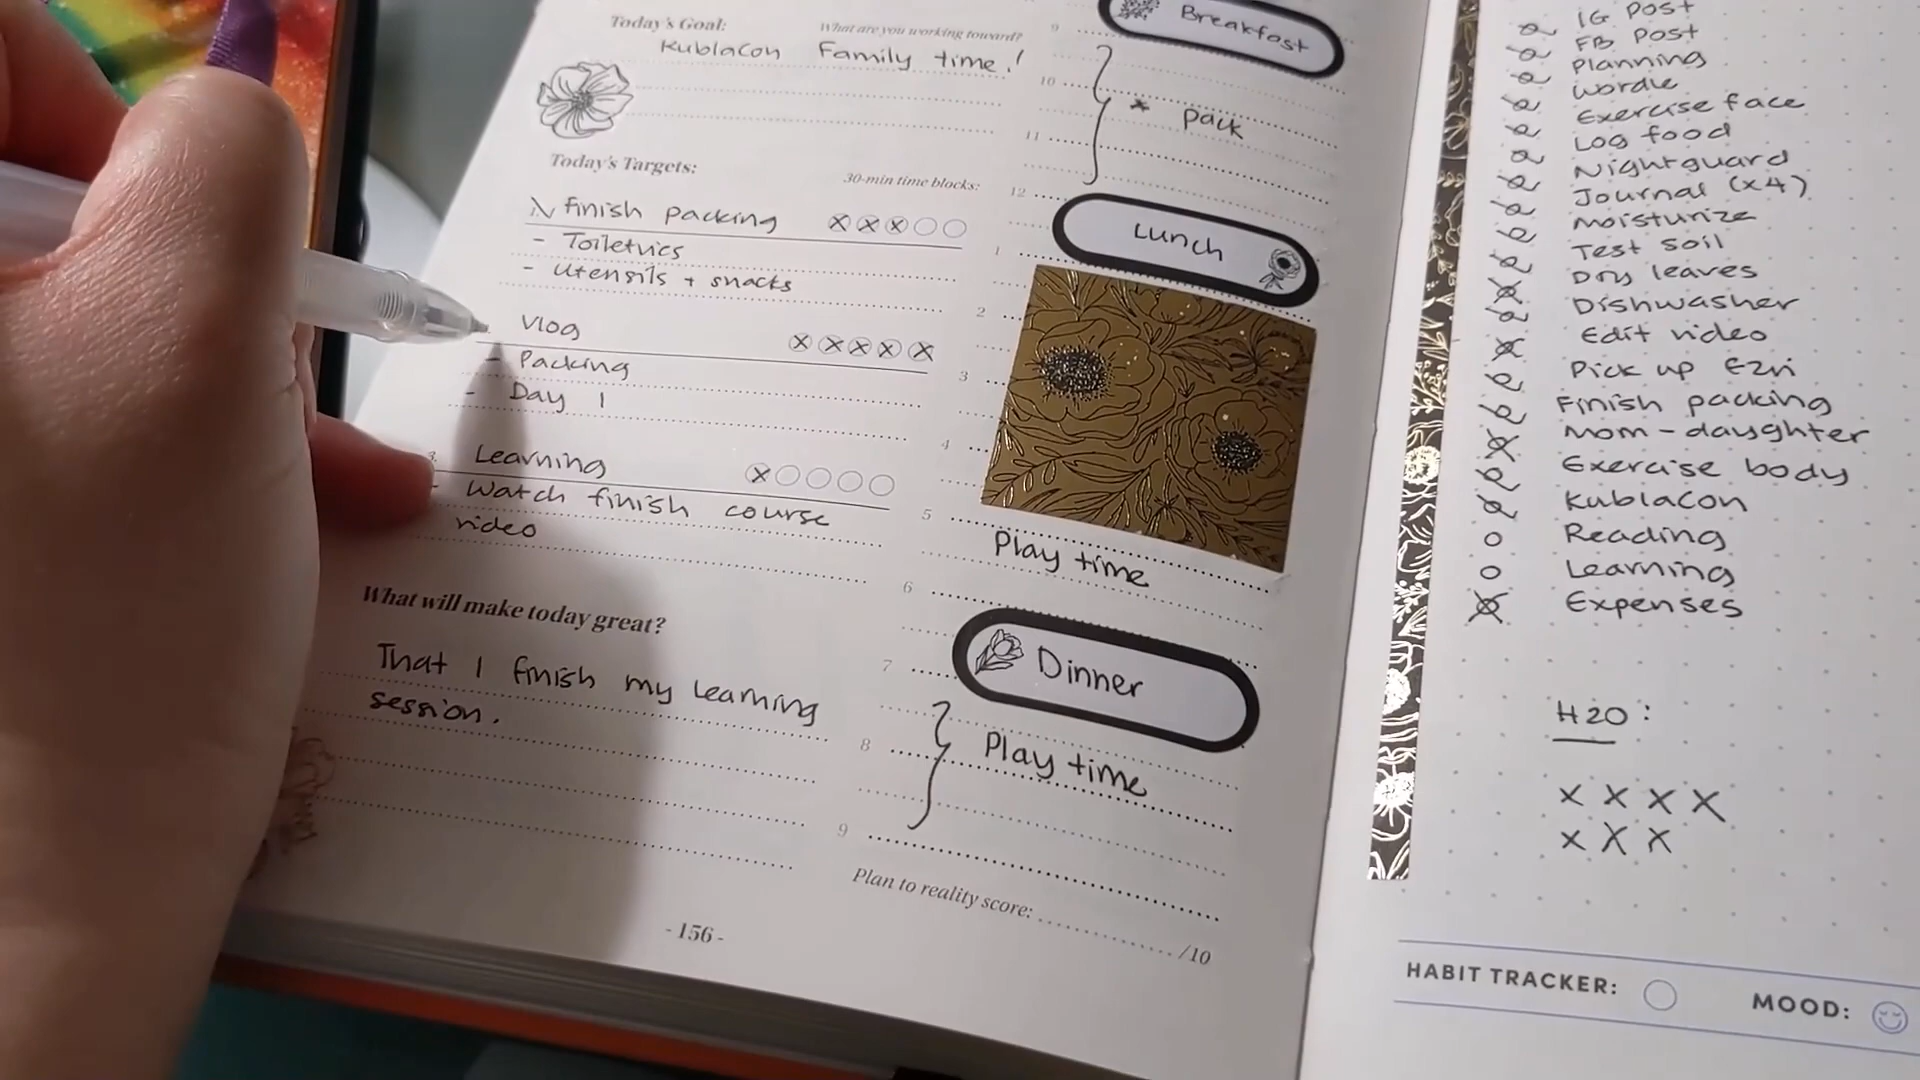 Today's Goal:
What are you working toward?
Kublacon Family time!
Today's Targets:
30-min time blocks:
finish packing
- Toiletries
- Utensils + snacks
Vlog
- Packing
- Day 1
3. Learning
- Watch finish course
video
What will make today great?
That I finish my learning
session.
- 156 -
Breakfast
9
10
* pack
11
12
Lunch
1
2
3
4
5
Play time
6
Dinner
7
8
Play time
9
Plan to reality score: /10
IG Post
FB Post
Planning
Wordle
Exercise face
Log food
Nightguard
Journal (x4)
Moisturize
Test soil
Dry leaves
Dishwasher
Edit video
Pick up Ezri
Finish packing
Mom-daughter
Exercise body
Kublacon
Reading
Learning
Expenses
H2O:
x x x x
x x x
HABIT TRACKER:
MOOD: